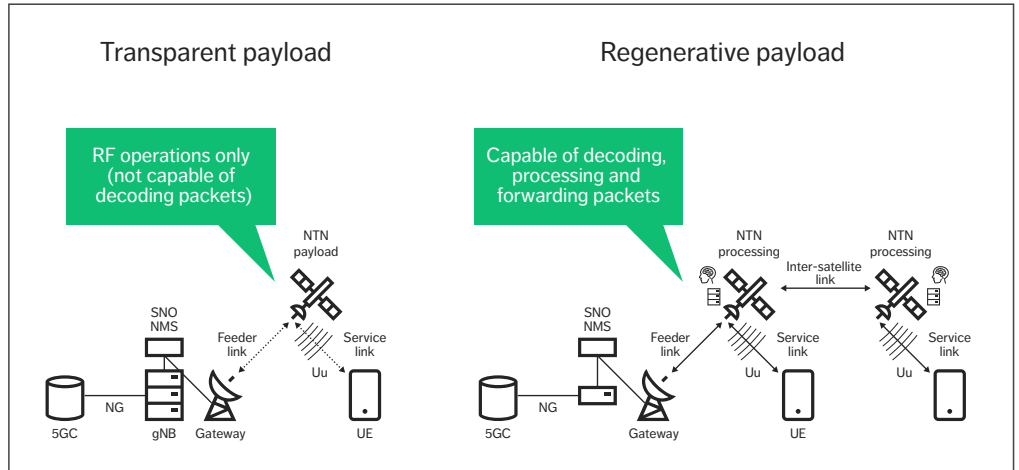 Transparent payload
RF operations only
(not capable of
decoding packets)
NTN
payload
SNO
NMS
Feeder
link
Service
link
Uu
NG
5GC
gNB
Gateway
UE
Regenerative payload
Capable of decoding,
processing and
forwarding packets
NTN
processing
NTN
processing
Inter-satellite
link
SNO
NMS
Feeder
link
Service
link
Service
link
Uu
Uu
NG
5GC
Gateway
UE